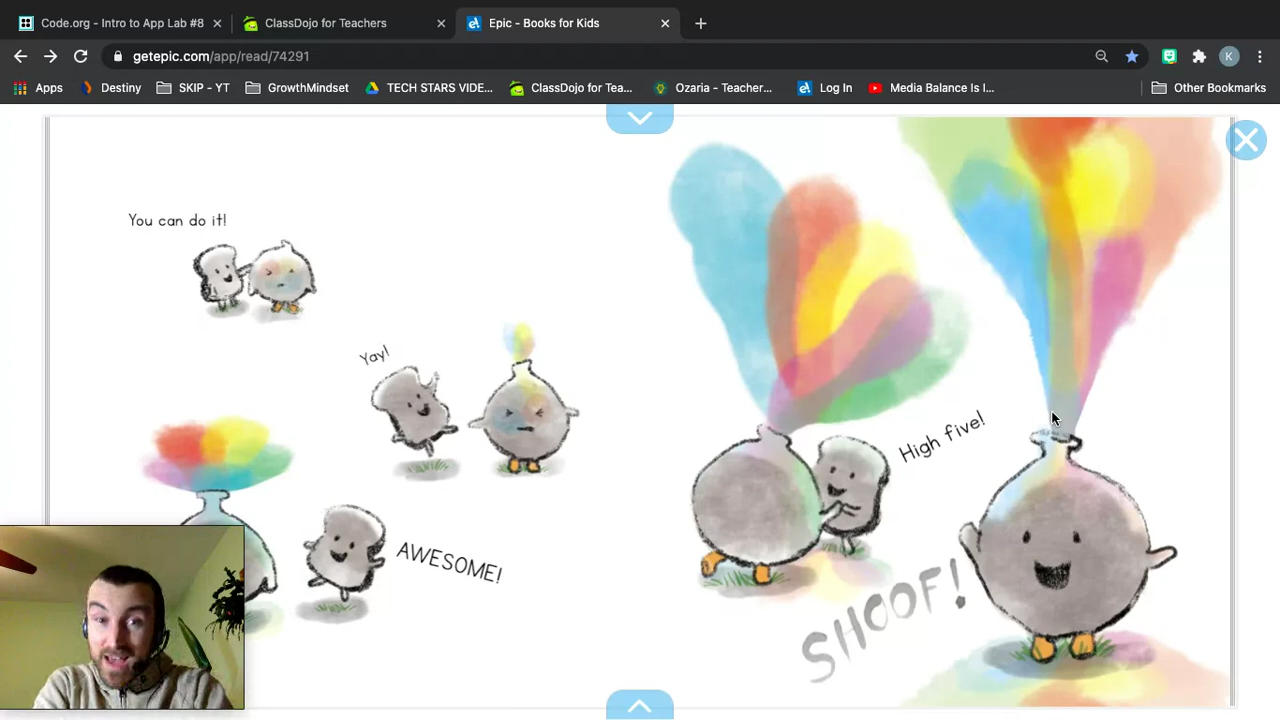 Code.org - Intro to App Lab #8
ClassDojo for Teachers
Epic - Books for Kids
getepic.com/app/read/74291
K
Apps
Destiny
SKIP - YT
GrowthMindset
TECH STARS VIDE...
ClassDojo for Tea...
Ozaria - Teacher...
Log In
Media Balance Is I...
Other Bookmarks
You can do it!
Yay!
AWESOME!
High five!
SHOOF!